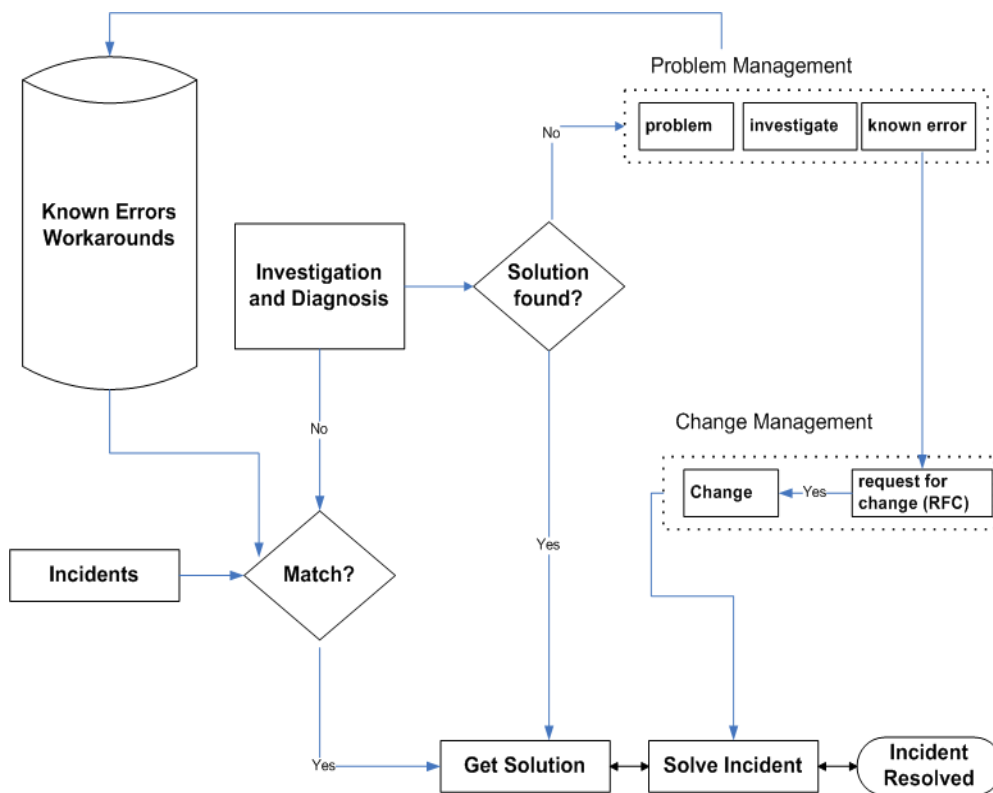 Problem Management
problem
investigate
known error
No
Known Errors
Workarounds
Investigation
and Diagnosis
Solution
found?
No
Change Management
Change
Yes
request for
change (RFC)
Yes
Incidents
Match?
Yes
Get Solution
Solve Incident
Incident
Resolved